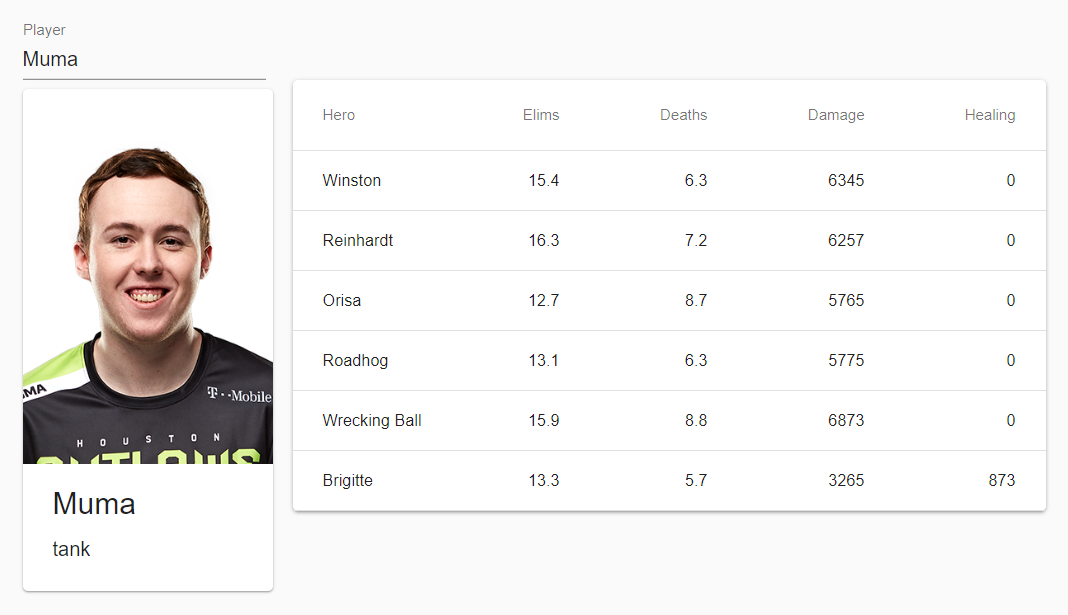 Player
Muma
Hero Elims Deaths Damage Healing
Winston 15.4 6.3 6345 0
Reinhardt 16.3 7.2 6257 0
Orisa 12.7 8.7 5765 0
Roadhog 13.1 6.3 5775 0
Wrecking Ball 15.9 8.8 6873 0
Brigitte 13.3 5.7 3265 873
MA
T··Mobile
HOUSTON
OUTLAWS
Muma
tank